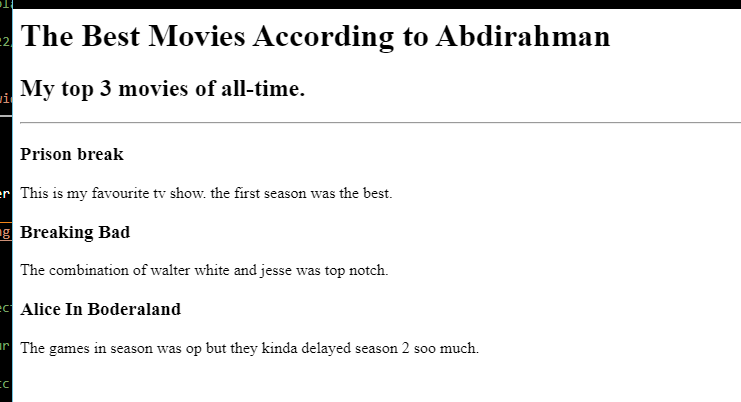 The Best Movies According to Abdirahman
My top 3 movies of all-time.
Prison break
This is my favourite tv show. the first season was the best.
Breaking Bad
The combination of walter white and jesse was top notch.
Alice In Boderaland
The games in season was op but they kinda delayed season 2 soo much.